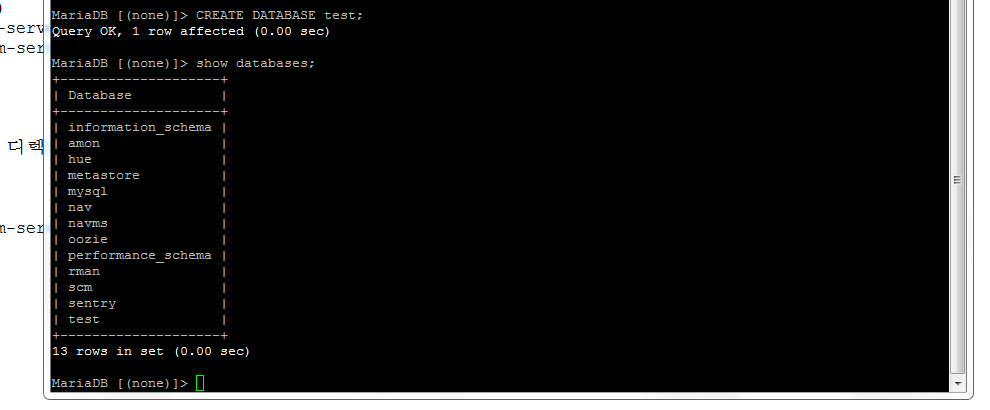 MariaDB [(none)]> CREATE DATABASE test;
-serv
Query OK, 1 row affected (0.00 sec)
m-ser
MariaDB [(none)]> show databases;
+--------------------+
| Database           |
+--------------------+
| information_schema |
| amon               |
디렉
| hue                |
| metastore          |
| mysql              |
| nav                |
| navms              |
m-ser
| oozie              |
| performance_schema |
| rman               |
| scm                |
| sentry             |
| test               |
+--------------------+
13 rows in set (0.00 sec)
MariaDB [(none)]>